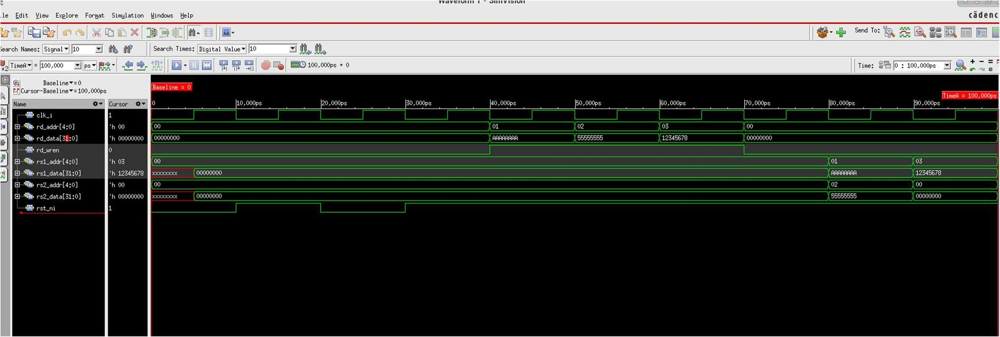 Waveform 1 - SimVision
le Edit View Explore Format Simulation Windows Help
cādenc
Send To:
Search Names: Signal 10 Search Times: Digital Value 10
TimeA = 100,000 ps 100,000ps + 0 Time: 0 : 100,000ps
Baseline=0
Cursor-Baseline=100,000ps
Baseline = 0
TimeA = 100,000ps
Name Cursor 0 10,000ps 20,000ps 30,000ps 40,000ps 50,000ps 60,000ps 70,000ps 80,000ps 90,000ps
clk_i 1
rd_addr[4:0] 'h 00 00 01 02 03 00
rd_data[31:0] 'h 00000000 00000000 AAAAAAAA 55555555 12345678 00000000
rd_wren 0
rs1_addr[4:0] 'h 03 00 01 03
rs1_data[31:0] 'h 12345678 xxxxxxxx 00000000 AAAAAAAA 12345678
rs2_addr[4:0] 'h 00 00 02 00
rs2_data[31:0] 'h 00000000 xxxxxxxx 00000000 55555555 00000000
rst_ni 1